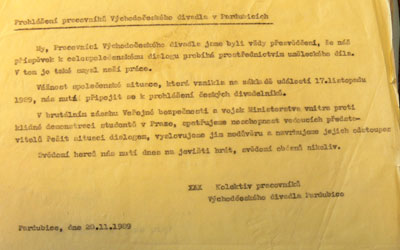 Prohlášení pracovníků Východočeského divadla v Pardubicích
My, Pracovníci Východočeského divadla jsme byli vždy přesvědčeni, že náš
příspěvek k celospolečenskému dialogu probíhá prostřednictvím uměleckého díla.
V tom je také smysl naší práce.
Vážnost společenské situace, která vznikla na základě událostí 17.listopadu
1989, nás nutí připojit se k prohlášení českých divadelníků.
V brutálním zásahu Veřejné bezpečnosti a vojsk Ministerstva vnitra proti
klidné demonstraci studentů v Praze, spatřujeme neschopnost vedoucích předsta-
vitelů řešit situaci dialogem, vyslovujeme jim nedůvěru a navrhujeme jejich odstoupení
Svědomí herců nás nutí dnes na jevišti hrát, svědomí občanů nikoliv.
XXX Kolektiv pracovníků
Východočeského divadla Pardubice
Pardubice, dne 20.11.1989